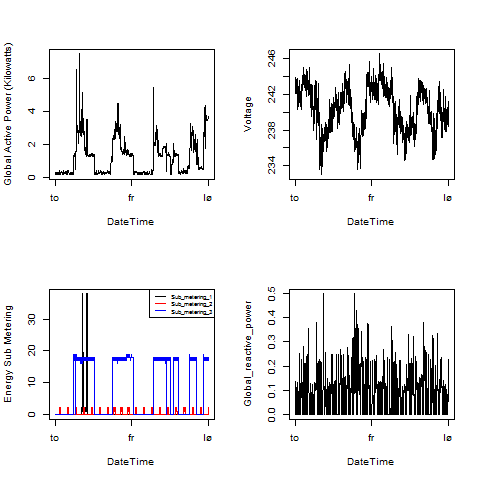 Global Active Power (Kilowatts)
0 2 4 6
to fr lø
DateTime
Voltage
234 238 242 246
to fr lø
DateTime
Energy Sub Metering
0 10 20 30
Sub_metering_1
Sub_metering_2
Sub_metering_3
to fr lø
DateTime
Global_reactive_power
0.0 0.1 0.2 0.3 0.4 0.5
to fr lø
DateTime